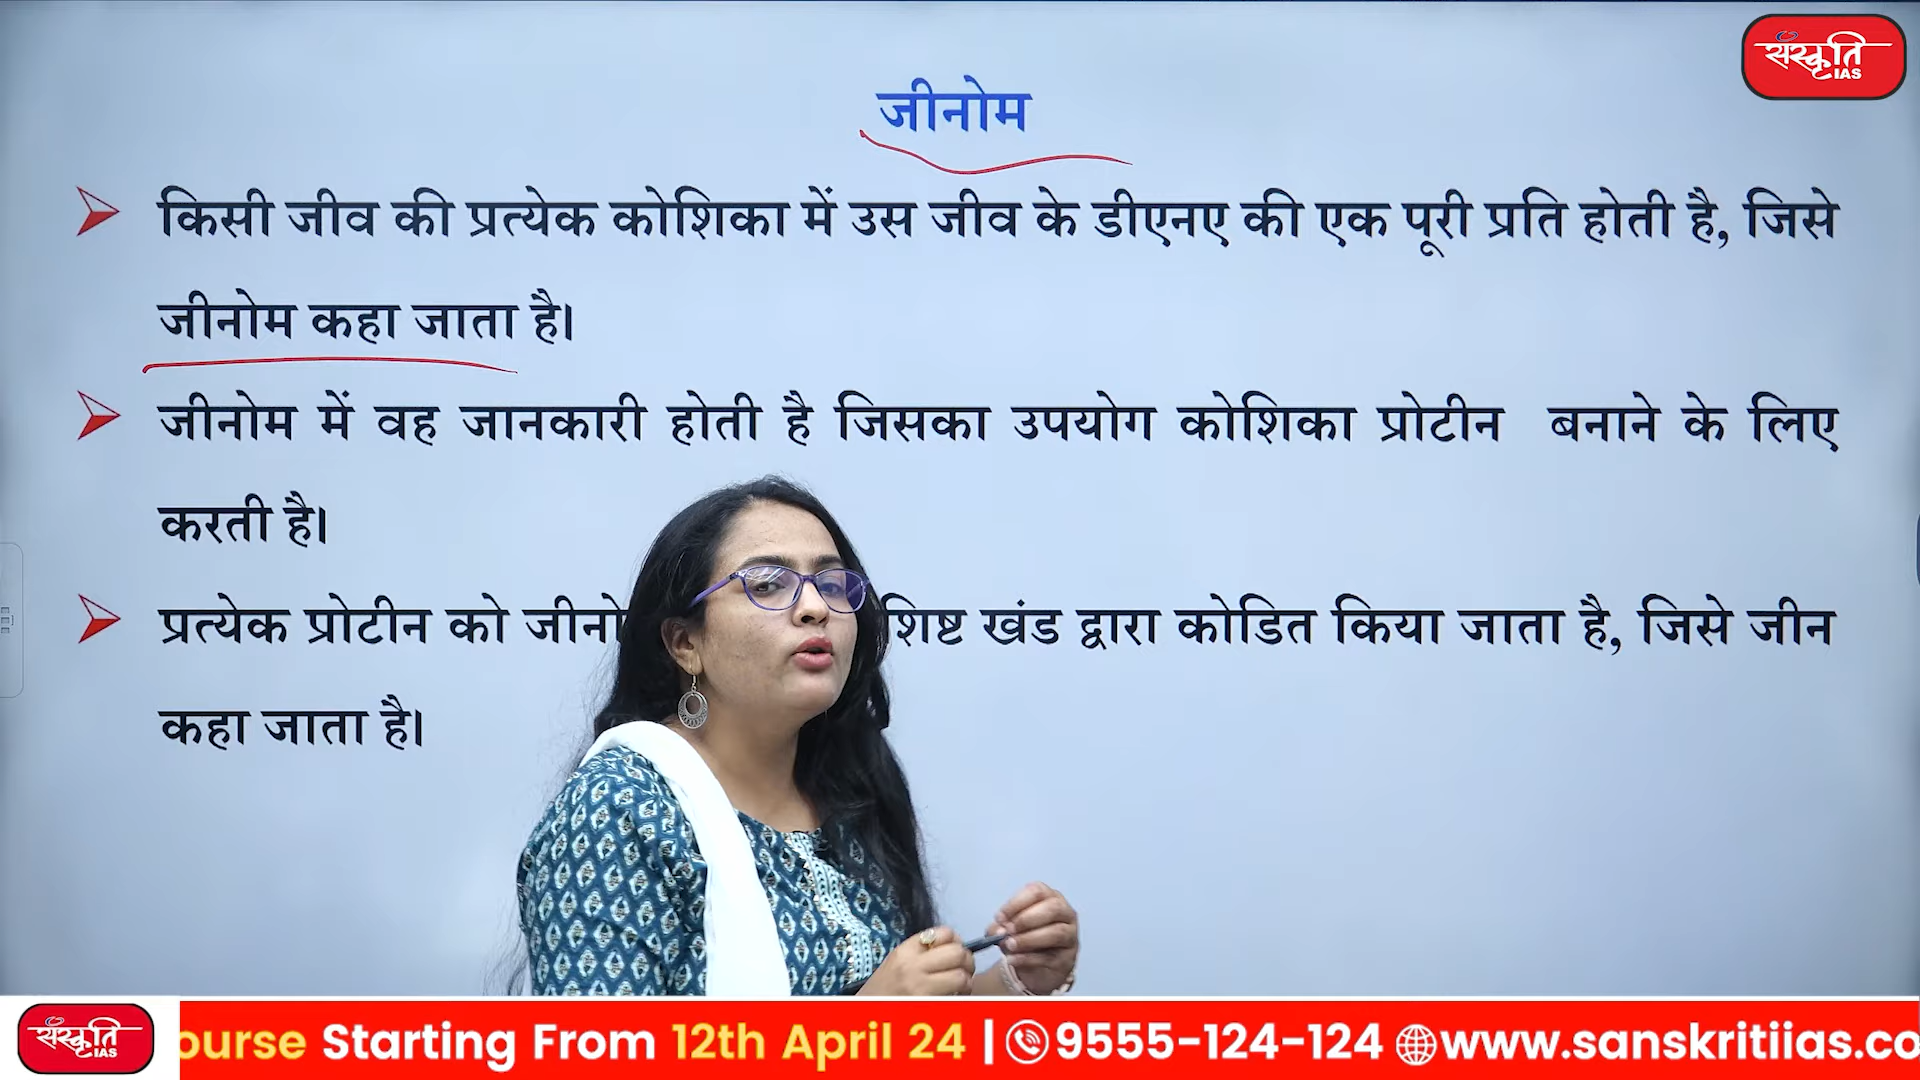 संस्कृति
IAS
जीनोम
किसी जीव की प्रत्येक कोशिका में उस जीव के डीएनए की एक पूरी प्रति होती है, जिसे
जीनोम कहा जाता है।
जीनोम में वह जानकारी होती है जिसका उपयोग कोशिका प्रोटीन बनाने के लिए
करती है।
प्रत्येक प्रोटीन को खंड द्वारा कोडित किया जाता है, जिसे जीन
कहा जाता है।
संस्कृति
IAS
ourse Starting From 12th April 24 | 9555-124-124 www.sanskritiias.co